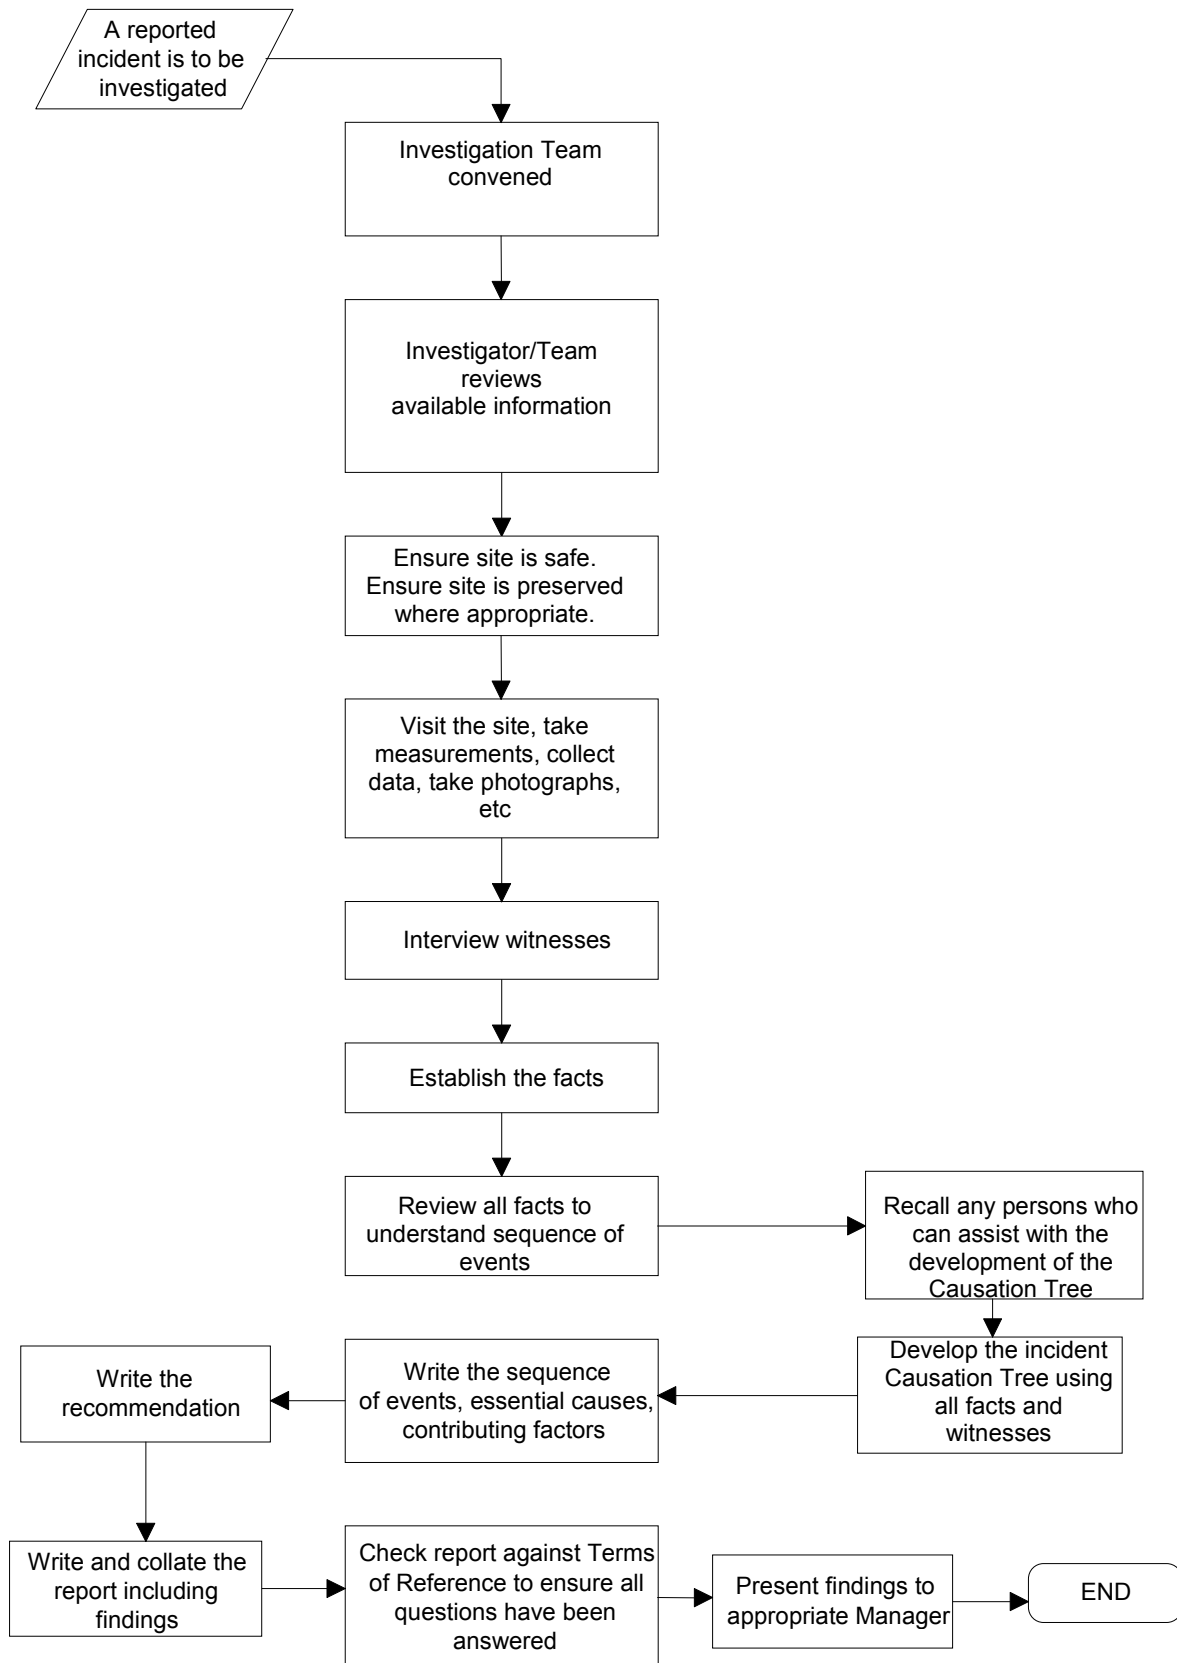 A reported
incident is to be
investigated
Investigation Team
convened
Investigator/Team
reviews
available information
Ensure site is safe.
Ensure site is preserved
where appropriate.
Visit the site, take
measurements, collect
data, take photographs,
etc
Interview witnesses
Establish the facts
Review all facts to
understand sequence of
events
Recall any persons who
can assist with the
development of the
Causation Tree
Develop the incident
Causation Tree using
all facts and
witnesses
Write the sequence
of events, essential causes,
contributing factors
Write the
recommendation
Write and collate the
report including
findings
Check report against Terms
of Reference to ensure all
questions have been
answered
Present findings to
appropriate Manager
END